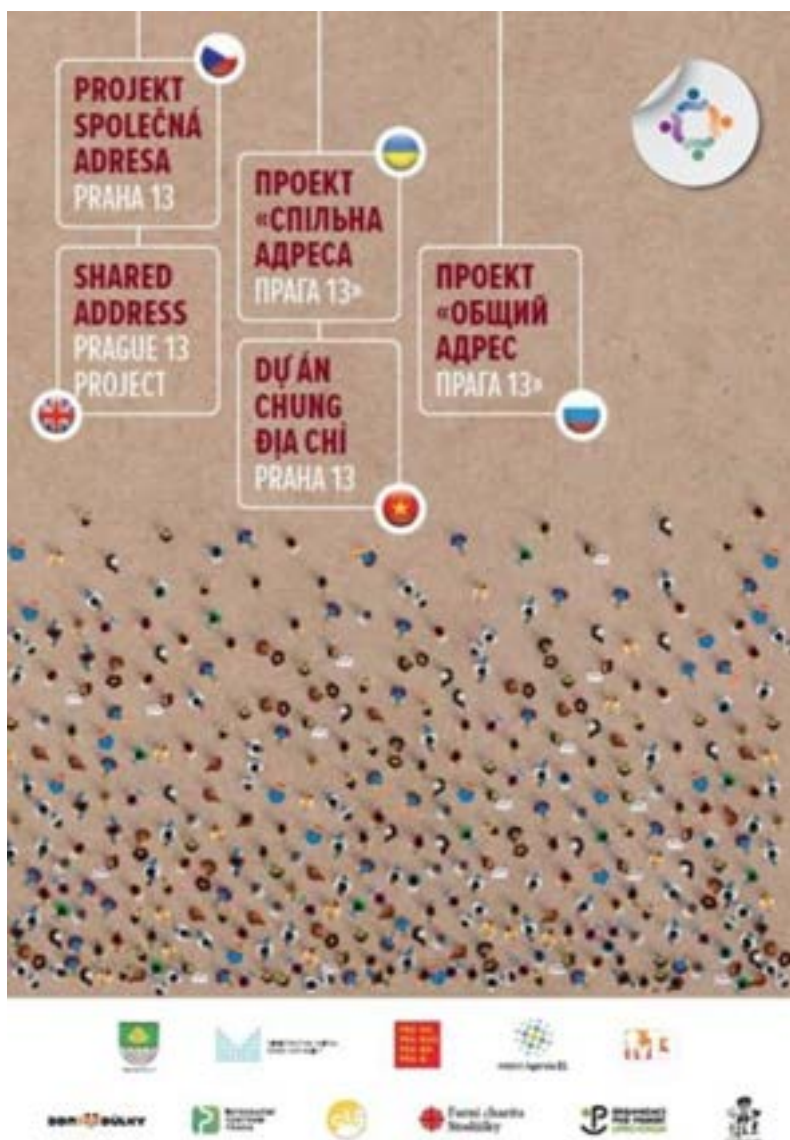 PROJEKT
SPOLEČNÁ
ADRESA
PRAHA 13
SHARED
ADDRESS
PRAGUE 13
PROJECT
ПРОЕКТ
«СПІЛЬНА
АДРЕСА
ПРАГА 13»
DỰ ÁN
CHUNG
ĐỊA CHỈ
PRAHA 13
ПРОЕКТ
«ОБЩИЙ
АДРЕС
ПРАГА 13»
Farní charita
Stodůlky